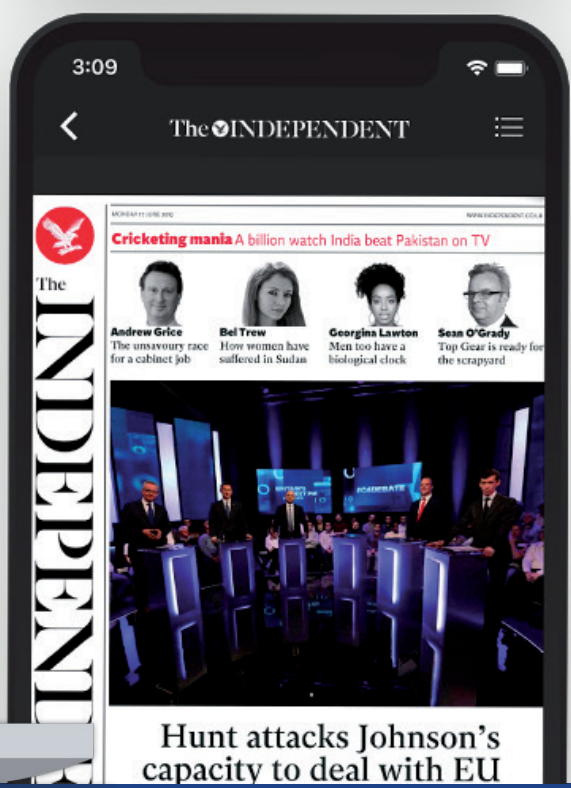 3:09
The INDEPENDENT
MONDAY 17 JUNE 2019
WWW.INDEPENDENT.CO.UK
Cricketing mania A billion watch India beat Pakistan on TV
The
Andrew Grice
The unsavoury race
for a cabinet job
Bel Trew
How women have
suffered in Sudan
Georgina Lawton
Men too have a
biological clock
Sean O'Grady
Top Gear is ready for
the scrapyard
#C4DEBATE
Hunt attacks Johnson's
capacity to deal with EU